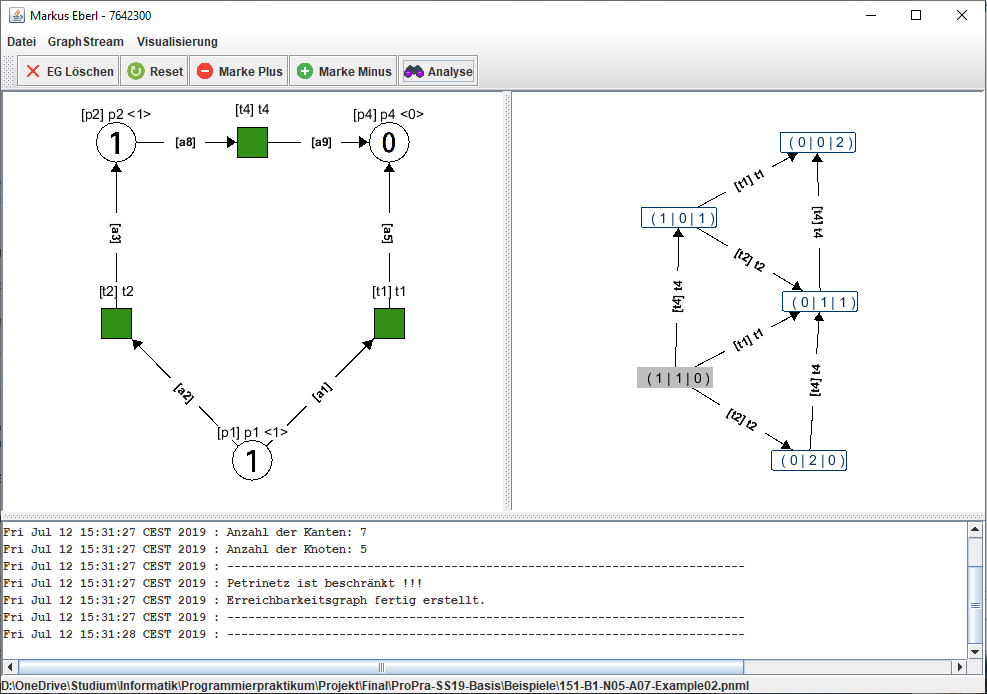 Markus Eberl - 7642300
Datei GraphStream Visualisierung
EG Löschen Reset Marke Plus Marke Minus Analyse
[p2] p2 <1> [t4] t4 [p4] p4 <0>
1 [a8] [a9] 0
[a3] [a5]
[t2] t2 [t1] t1
[a2] [a1]
[p1] p1 <1>
1
( 0 | 0 | 2 )
[t1] t1
( 1 | 0 | 1 ) [t4] t4
[t2] t2
[t4] t4 ( 0 | 1 | 1 )
[t1] t1
( 1 | 1 | 0 ) [t4] t4
[t2] t2
( 0 | 2 | 0 )
Fri Jul 12 15:31:27 CEST 2019 : Anzahl der Kanten: 7
Fri Jul 12 15:31:27 CEST 2019 : Anzahl der Knoten: 5
Fri Jul 12 15:31:27 CEST 2019 : --------------------------------------------------------------------------
Fri Jul 12 15:31:27 CEST 2019 : Petrinetz ist beschränkt !!!
Fri Jul 12 15:31:27 CEST 2019 : Erreichbarkeitsgraph fertig erstellt.
Fri Jul 12 15:31:27 CEST 2019 : --------------------------------------------------------------------------
Fri Jul 12 15:31:28 CEST 2019 : --------------------------------------------------------------------------
D:\OneDrive\Studium\Informatik\Programmierpraktikum\Projekt\Final\ProPra-SS19-Basis\Beispiele\151-B1-N05-A07-Example02.pnml